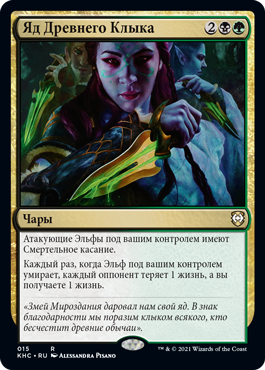 Яд Древнего Клыка 2
Чары
Атакующие Эльфы под вашим контролем имеют
Смертельное касание.
Каждый раз, когда Эльф под вашим контролем
умирает, каждый оппонент теряет 1 жизнь, а вы
получаете 1 жизнь.
«Змей Мироздания даровал нам свой яд. В знак
благодарности мы поразим клыком всякого, кто
бесчестит древние обычаи».
015 R
KHC • RU Alessandra Pisano
™ & © 2021 Wizards of the Coast